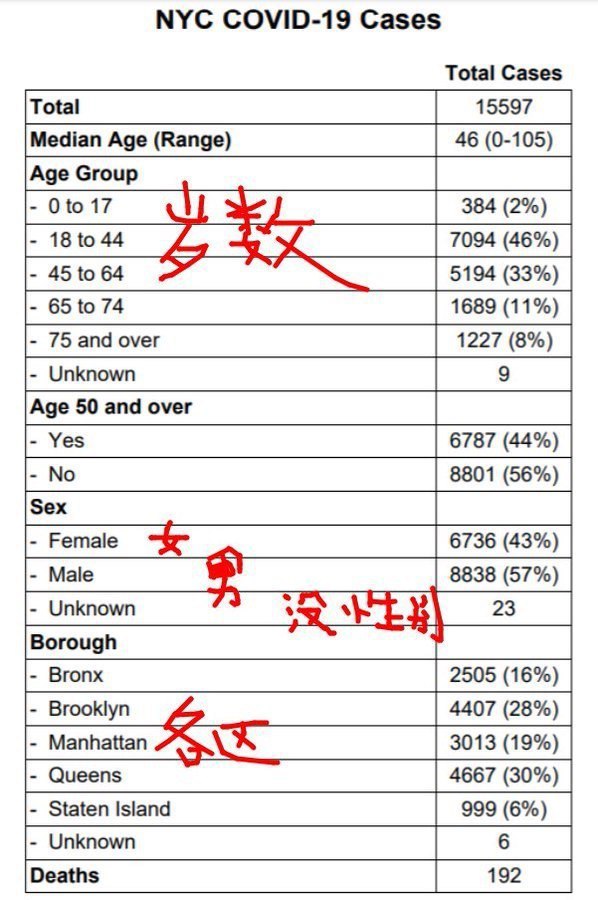 NYC COVID-19 Cases
Total Cases
Total 15597
Median Age (Range) 46 (0-105)
Age Group
- 0 to 17 384 (2%)
岁数
- 18 to 44 7094 (46%)
- 45 to 64 5194 (33%)
- 65 to 74 1689 (11%)
- 75 and over 1227 (8%)
- Unknown 9
Age 50 and over
- Yes 6787 (44%)
- No 8801 (56%)
Sex
- Female 女 6736 (43%)
- Male 男 8838 (57%)
- Unknown 没性别 23
Borough
- Bronx 2505 (16%)
- Brooklyn 4407 (28%)
- Manhattan 各区 3013 (19%)
- Queens 4667 (30%)
- Staten Island 999 (6%)
- Unknown 6
Deaths 192